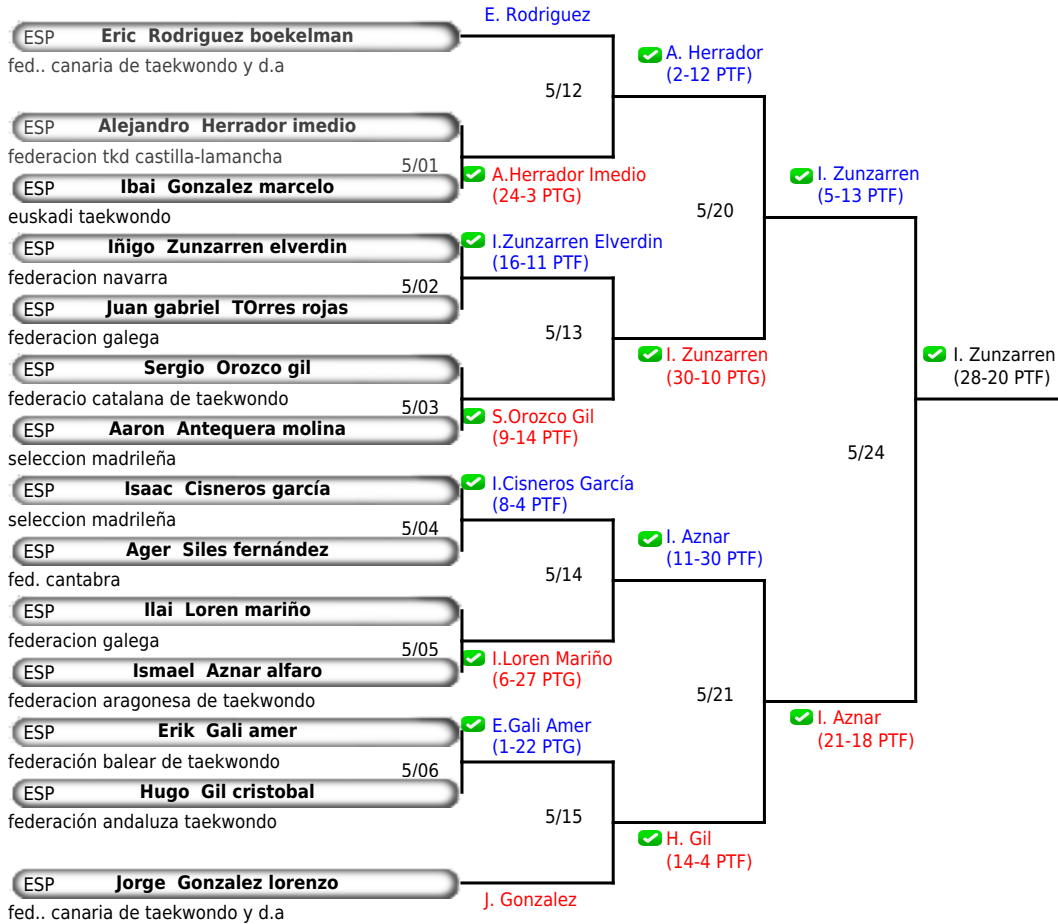 E. Rodriguez
ESP Eric Rodriguez boekelman
fed.. canaria de taekwondo y d.a
A. Herrador
(2-12 PTF)
5/12
ESP Alejandro Herrador imedio
federacion tkd castilla-lamancha
5/01
A.Herrador Imedio
(24-3 PTG)
I. Zunzarren
(5-13 PTF)
ESP Ibai Gonzalez marcelo
euskadi taekwondo
5/20
ESP Iñigo Zunzarren elverdin
I.Zunzarren Elverdin
(16-11 PTF)
federacion navarra
5/02
ESP Juan gabriel TOrres rojas
federacion galega
5/13
ESP Sergio Orozco gil
I. Zunzarren
(30-10 PTG)
I. Zunzarren
(28-20 PTF)
federacio catalana de taekwondo
5/03
S.Orozco Gil
(9-14 PTF)
ESP Aaron Antequera molina
seleccion madrileña
5/24
ESP Isaac Cisneros garcía
I.Cisneros García
(8-4 PTF)
seleccion madrileña
5/04
I. Aznar
(11-30 PTF)
ESP Ager Siles fernández
fed. cantabra
5/14
ESP Ilai Loren mariño
federacion galega
5/05
I.Loren Mariño
(6-27 PTG)
ESP Ismael Aznar alfaro
federacion aragonesa de taekwondo
5/21
I. Aznar
(21-18 PTF)
ESP Erik Gali amer
E.Gali Amer
(1-22 PTG)
federación balear de taekwondo
5/06
ESP Hugo Gil cristobal
federación andaluza taekwondo
5/15
H. Gil
(14-4 PTF)
ESP Jorge Gonzalez lorenzo
J. Gonzalez
fed.. canaria de taekwondo y d.a